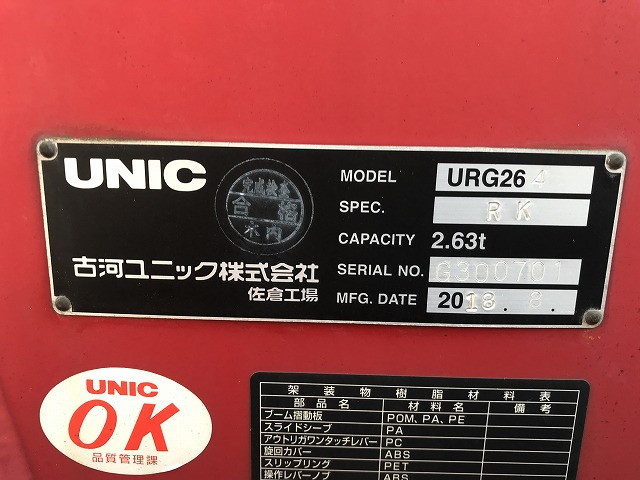 UNIC
完成検査
合格
木内
古河ユニック株式会社
佐倉工場
MODEL URG264
SPEC. RK
CAPACITY 2.63t
SERIAL NO. G300701
MFG. DATE 2013.8.
UNIC
OK
品質管理課
架装物樹脂材料表
部品名 材料名 備考
ブーム摺動板 POM、PA、PE
スライドシーブ PA
アウトリガワンタッチレバー PC
旋回カバー ABS
スリップリング PET
操作レバーノブ ABS